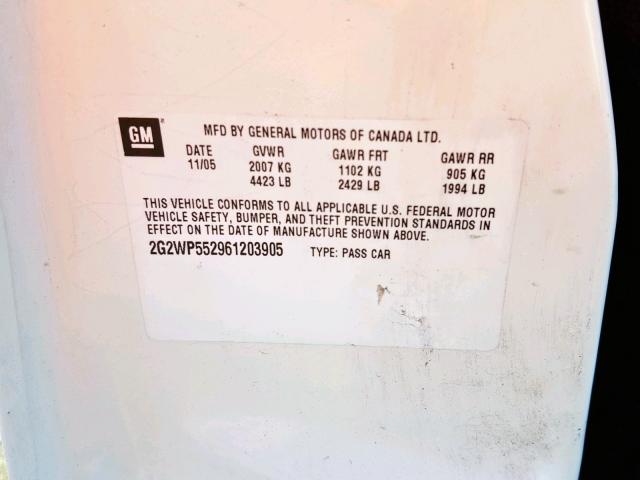 GM ® MFD BY GENERAL MOTORS OF CANADA LTD.
DATE GVWR GAWR FRT GAWR RR
11/05 2007 KG 1102 KG 905 KG
4423 LB 2429 LB 1994 LB
THIS VEHICLE CONFORMS TO ALL APPLICABLE U.S. FEDERAL MOTOR
VEHICLE SAFETY, BUMPER, AND THEFT PREVENTION STANDARDS IN
EFFECT ON THE DATE OF MANUFACTURE SHOWN ABOVE.
2G2WP552961203905 TYPE: PASS CAR